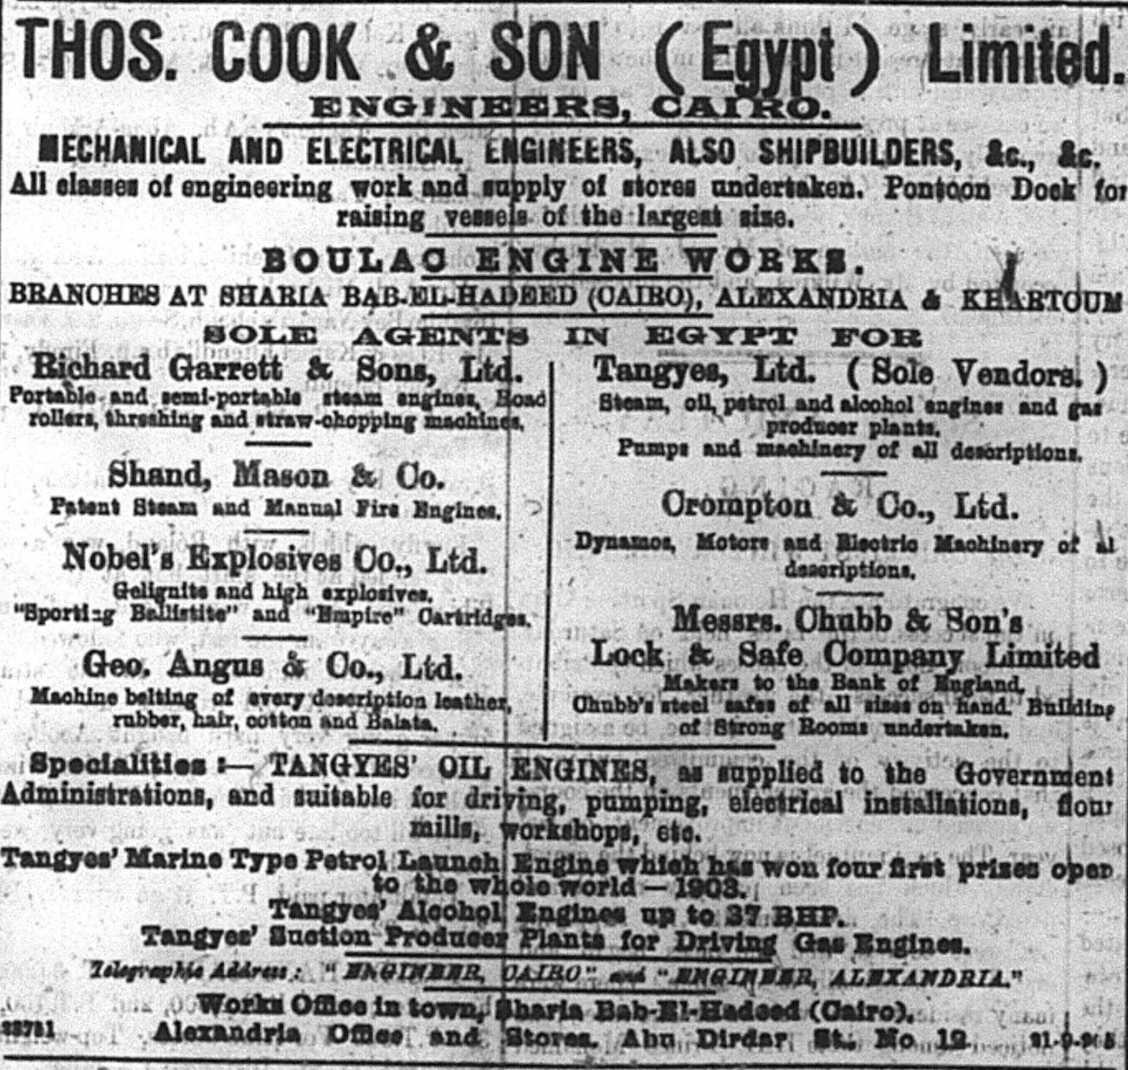 THOS. COOK & SON (Egypt) Limited.
ENGINEERS, CAIRO.
MECHANICAL AND ELECTRICAL ENGINEERS, ALSO SHIPBUILDERS, &c., &c.
All classes of engineering work and supply of stores undertaken. Pontoon Dock for
raising vessels of the largest size.
BOULAC ENGINE WORKS.
BRANCHES AT SHARIA BAB-EL-HADEED (CAIRO), ALEXANDRIA & KHARTOUM
SOLE AGENTS IN EGYPT FOR
Richard Garrett & Sons, Ltd.
Portable and semi-portable steam engines, Road
rollers, threshing and straw-chopping machines.
Shand, Mason & Co.
Patent Steam and Manual Fire Engines.
Nobel's Explosives Co., Ltd.
Gelignite and high explosives.
"Sporting Ballistite" and "Empire" Cartridges.
Geo. Angus & Co., Ltd.
Machine belting of every description leather,
rubber, hair, cotton and Balata.
Tangyes, Ltd. (Sole Vendors.)
Steam, oil, petrol and alcohol engines and gas
producer plants.
Pumps and machinery of all descriptions.
Crompton & Co., Ltd.
Dynamos, Motors and Electric Machinery of al
descriptions.
Messrs. Chubb & Son's
Lock & Safe Company Limited
Makers to the Bank of England.
Chubb's steel safes of all sizes on hand. Building
of Strong Rooms undertaken.
Specialities :— TANGYES' OIL ENGINES, as supplied to the Government
Administrations, and suitable for driving, pumping, electrical installations, flour
mills, workshops, etc.
Tangyes' Marine Type Petrol Launch Engine which has won four first prizes open
to the whole world — 1903.
Tangyes' Alcohol Engines up to 37 BHP.
Tangyes' Suction Producer Plants for Driving Gas Engines.
Telegraphic Address: "ENGINEER, CAIRO" and "ENGINEER, ALEXANDRIA."
Works Office in town, Sharia Bab-El-Hadeed (Cairo).
Alexandria Office and Stores. Abu Dirdar St. No 12.